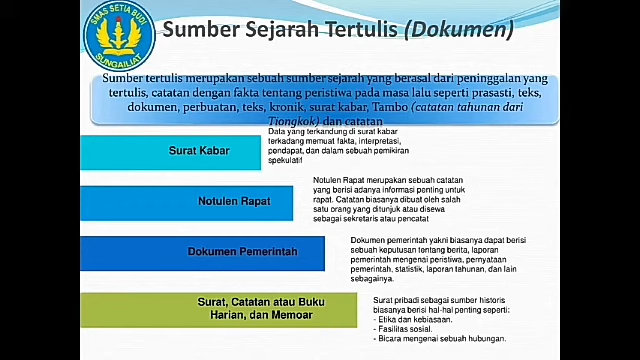 SMAS SETIA BUDI
SUNGAILIAT
Sumber Sejarah Tertulis (Dokumen)
Sumber tertulis merupakan sebuah sumber sejarah yang berasal dari peninggalan yang
tertulis, catatan dengan fakta tentang peristiwa pada masa lalu seperti prasasti, teks,
dokumen, perbuatan, teks, kronik, surat kabar, Tambo (catatan tahunan dari
Tiongkok) dan catatan
Surat Kabar
Data yang terkandung di surat kabar
terkadang memuat fakta, interpretasi,
pendapat, dan dalam sebuah pemikiran
spekulatif
Notulen Rapat
Notulen Rapat merupakan sebuah catatan
yang berisi adanya informasi penting untuk
rapat. Catatan biasanya dibuat oleh salah
satu orang yang ditunjuk atau disewa
sebagai sekretaris atau pencatat
Dokumen Pemerintah
Dokumen pemerintah yakni biasanya dapat berisi
sebuah keputusan tentang berita, laporan
pemerintah mengenai peristiwa, pernyataan
pemerintah, statistik, laporan tahunan, dan lain
sebagainya.
Surat, Catatan atau Buku
Harian, dan Memoar
Surat pribadi sebagai sumber historis
biasanya berisi hal-hal penting seperti:
- Etika dan kebiasaan.
- Fasilitas sosial.
- Bicara mengenai sebuah hubungan.